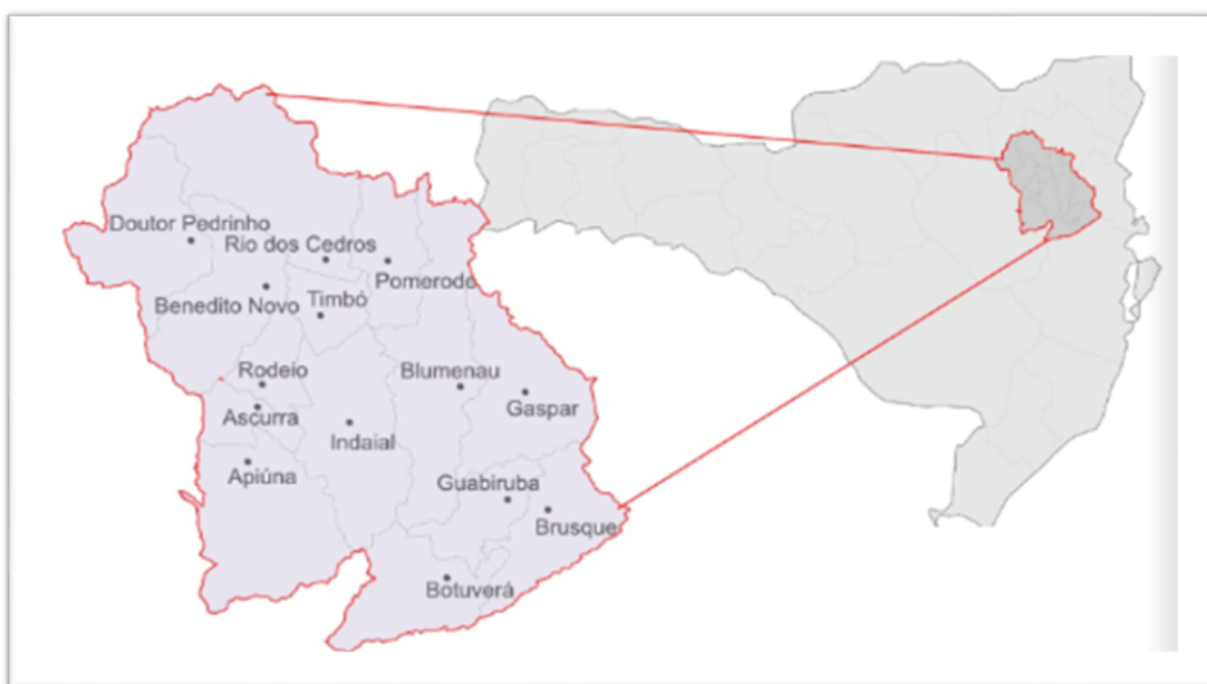 Doutor Pedrinho
Rio dos Cedros
Pomerode
Benedito Novo
Timbó
Rodeio
Blumenau
Ascurra
Gaspar
Indaial
Apiúna
Guabiruba
Brusque
Botuverá